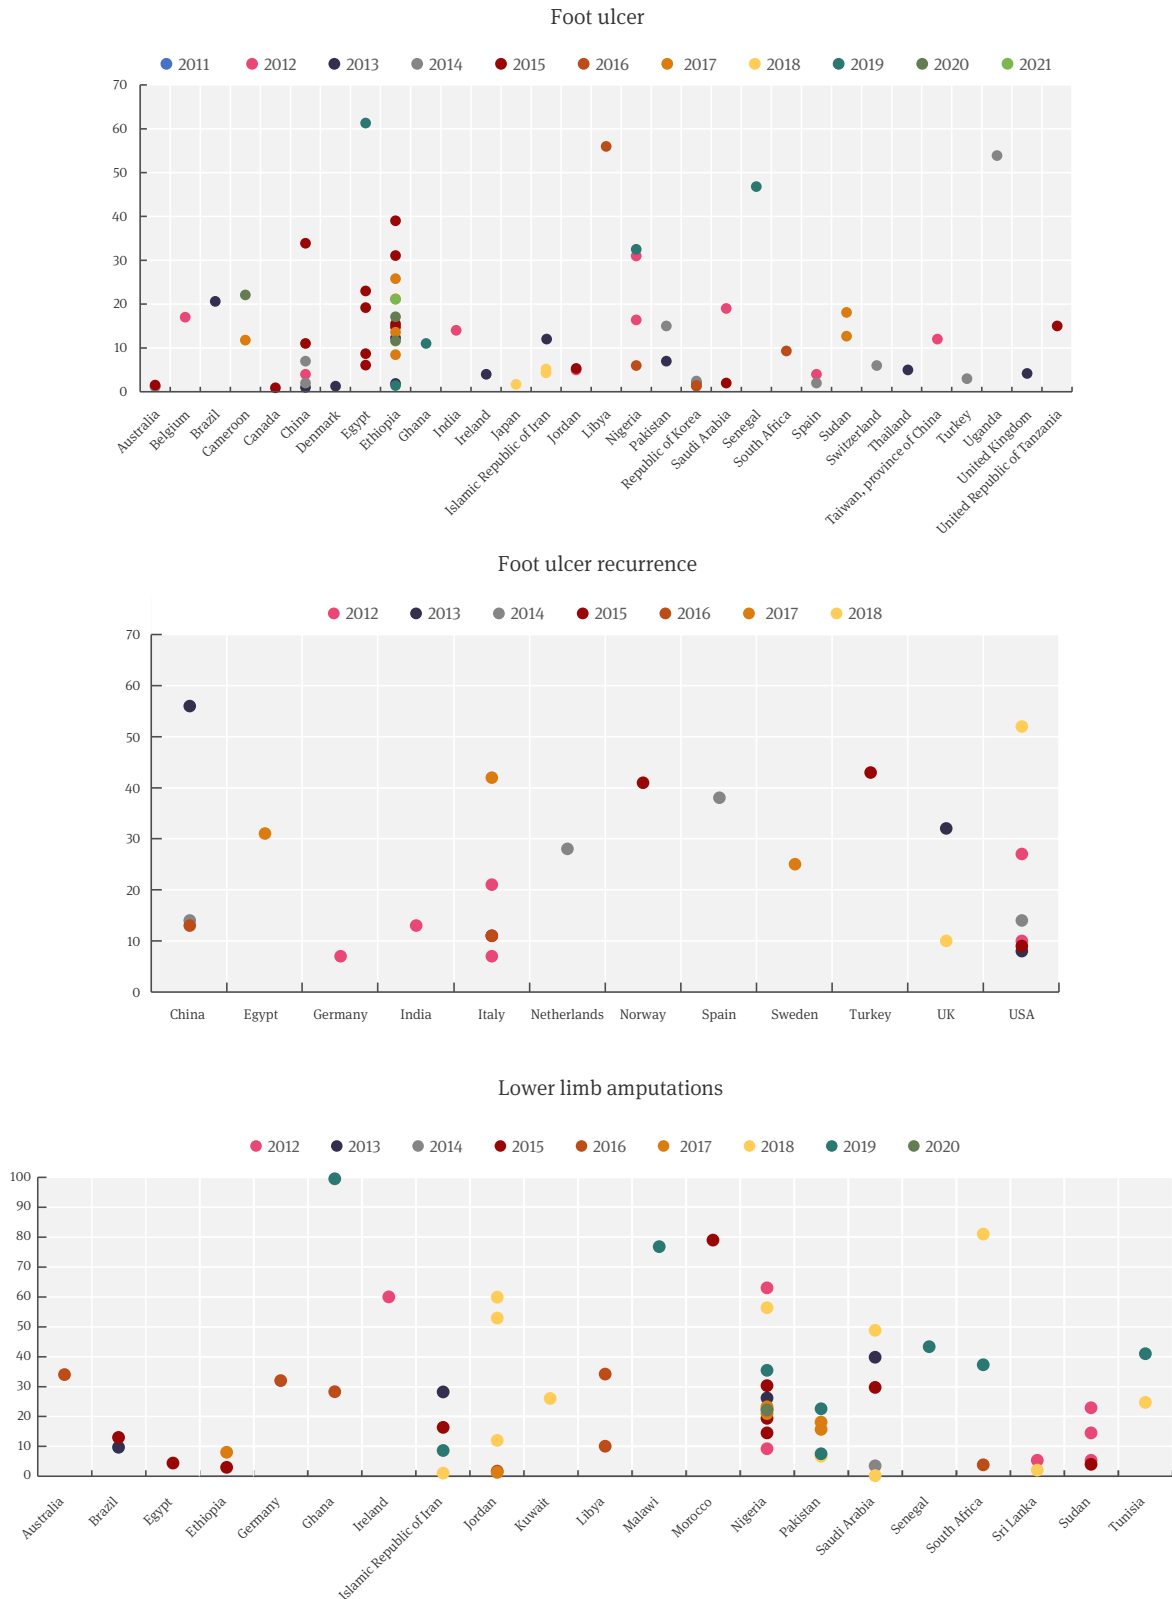 Foot ulcer
2011 2012 2013 2014 2015 2016 2017 2018 2019 2020 2021
70
60
50
40
30
20
10
0
Australia
Belgium
Brazil
Cameroon
Canada
China
Denmark
Egypt
Ethiopia
Ghana
India
Ireland
Japan
Islamic Republic of Iran
Jordan
Libya
Nigeria
Pakistan
Republic of Korea
Saudi Arabia
Senegal
South Africa
Spain
Sudan
Switzerland
Thailand
Taiwan, province of China
Turkey
Uganda
United Kingdom
United Republic of Tanzania
Foot ulcer recurrence
2012 2013 2014 2015 2016 2017 2018
70
60
50
40
30
20
10
0
China Egypt Germany India Italy Netherlands Norway Spain Sweden Turkey UK USA
Lower limb amputations
2012 2013 2014 2015 2016 2017 2018 2019 2020
100
90
80
70
60
50
40
30
20
10
0
Australia
Brazil
Egypt
Ethiopia
Germany
Ghana
Ireland
Islamic Republic of Iran
Jordan
Kuwait
Libya
Malawi
Morocco
Nigeria
Pakistan
Saudi Arabia
Senegal
South Africa
Sri Lanka
Sudan
Tunisia